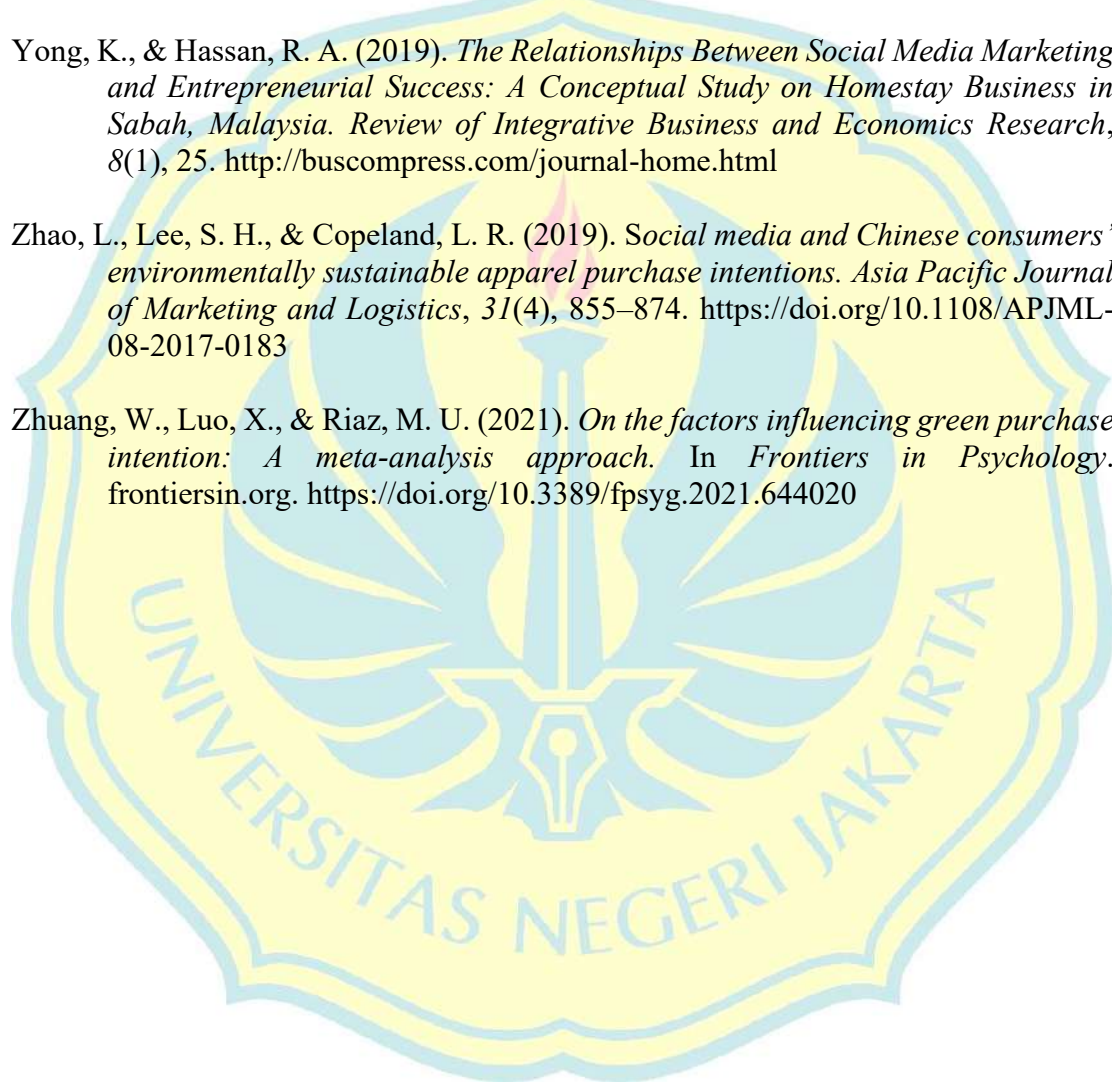 Yong, K., & Hassan, R. A. (2019). The Relationships Between Social Media Marketing
and Entrepreneurial Success: A Conceptual Study on Homestay Business in
Sabah, Malaysia. Review of Integrative Business and Economics Research,
8(1), 25. http://buscompress.com/journal-home.html
Zhao, L., Lee, S. H., & Copeland, L. R. (2019). Social media and Chinese consumers’
environmentally sustainable apparel purchase intentions. Asia Pacific Journal
of Marketing and Logistics, 31(4), 855–874. https://doi.org/10.1108/APJML-
08-2017-0183
Zhuang, W., Luo, X., & Riaz, M. U. (2021). On the factors influencing green purchase
intention: A meta-analysis approach. In Frontiers in Psychology.
frontiersin.org. https://doi.org/10.3389/fpsyg.2021.644020
UNIVERSITAS NEGERI JAKARTA